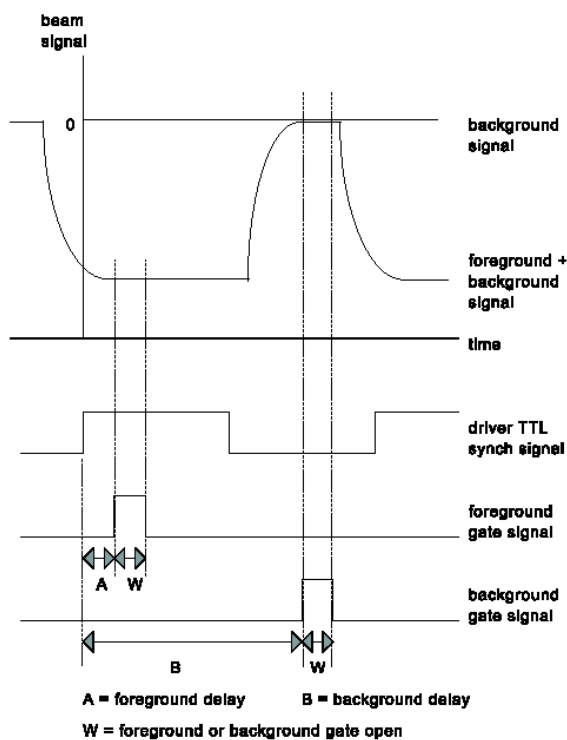 beam
signal
0
background
signal
foreground +
background
signal
time
driver TTL
synch signal
foreground
gate signal
A
W
background
gate signal
B
W
A = foreground delay
B = background delay
W = foreground or background gate open